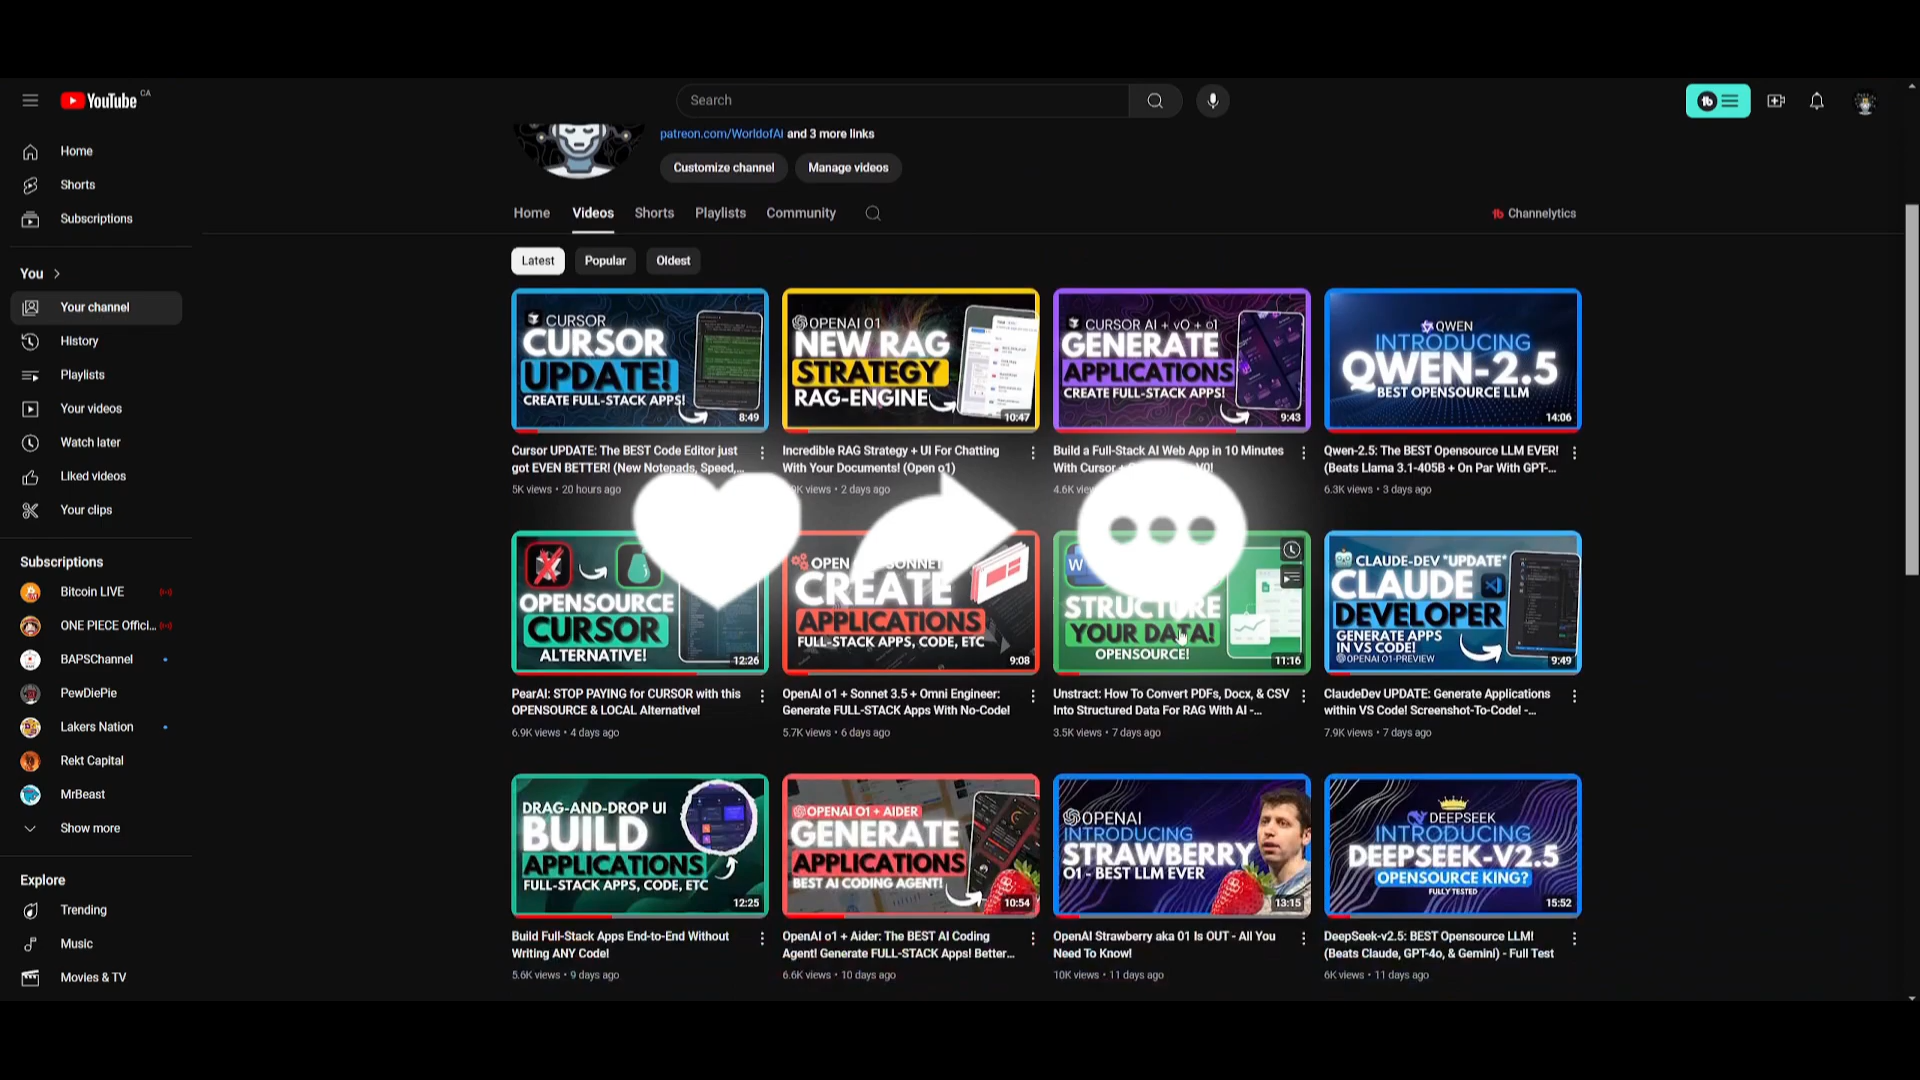 YouTube CA
Search
Home
Shorts
Subscriptions
You
Your channel
History
Playlists
Your videos
Watch later
Liked videos
Your clips
Subscriptions
Bitcoin LIVE
ONE PIECE Offici...
BAPSChannel
PewDiePie
Lakers Nation
Rekt Capital
MrBeast
Show more
Explore
Trending
Music
Movies & TV
patreon.com/WorldofAi and 3 more links
Customize channel
Manage videos
Home
Videos
Shorts
Playlists
Community
Channelytics
Latest
Popular
Oldest
CURSOR
CURSOR
UPDATE!
CREATE FULL-STACK APPS!
8:49
Cursor UPDATE: The BEST Code Editor just
got EVEN BETTER! (New Notepads, Speed,...
5K views • 20 hours ago
OPENAI O1
NEW RAG
STRATEGY
RAG-ENGINE
10:47
Incredible RAG Strategy + UI For Chatting
With Your Documents! (Open o1)
views • 2 days ago
CURSOR AI + v0 + o1
GENERATE
APPLICATIONS
CREATE FULL-STACK APPS!
9:43
Build a Full-Stack AI Web App in 10 Minutes
With Cursor
4.6K
QWEN
INTRODUCING
QWEN-2.5
BEST OPENSOURCE LLM
14:06
Qwen-2.5: The BEST Opensource LLM EVER!
(Beats Llama 3.1-405B + On Par With GPT-...
6.3K views • 3 days ago
OPENSOURCE
CURSOR
ALTERNATIVE!
12:26
PearAI: STOP PAYING for CURSOR with this
OPENSOURCE & LOCAL Alternative!
6.9K views • 4 days ago
OPEN SONNET
CREATE
APPLICATIONS
FULL-STACK APPS, CODE, ETC
9:08
OpenAI o1 + Sonnet 3.5 + Omni Engineer:
Generate FULL-STACK Apps With No-Code!
5.7K views • 6 days ago
W
STRUCTURE
YOUR DATA!
OPENSOURCE!
11:16
Unstract: How To Convert PDFs, Docx, & CSV
Into Structured Data For RAG With AI -...
3.5K views • 7 days ago
CLAUDE-DEV *UPDATE*
CLAUDE
DEVELOPER
GENERATE APPS
IN VS CODE!
OPENAI O1-PREVIEW
9:49
ClaudeDev UPDATE: Generate Applications
within VS Code! Screenshot-To-Code! -...
7.9K views • 7 days ago
DRAG-AND-DROP UI
BUILD
APPLICATIONS
FULL-STACK APPS, CODE, ETC
12:25
Build Full-Stack Apps End-to-End Without
Writing ANY Code!
5.6K views • 9 days ago
OPENAI O1 + AIDER
GENERATE
APPLICATIONS
BEST AI CODING AGENT!
10:54
OpenAI o1 + Aider: The BEST AI Coding
Agent! Generate FULL-STACK Apps! Better...
6.6K views • 10 days ago
OPENAI
INTRODUCING
STRAWBERRY
O1 - BEST LLM EVER
13:15
OpenAI Strawberry aka 01 Is OUT - All You
Need To Know!
10K views • 11 days ago
DEEPSEEK
INTRODUCING
DEEPSEEK-V2.5
OPENSOURCE KING?
FULLY TESTED
15:52
DeepSeek-v2.5: BEST Opensource LLM!
(Beats Claude, GPT-4o, & Gemini) - Full Test
6K views • 11 days ago